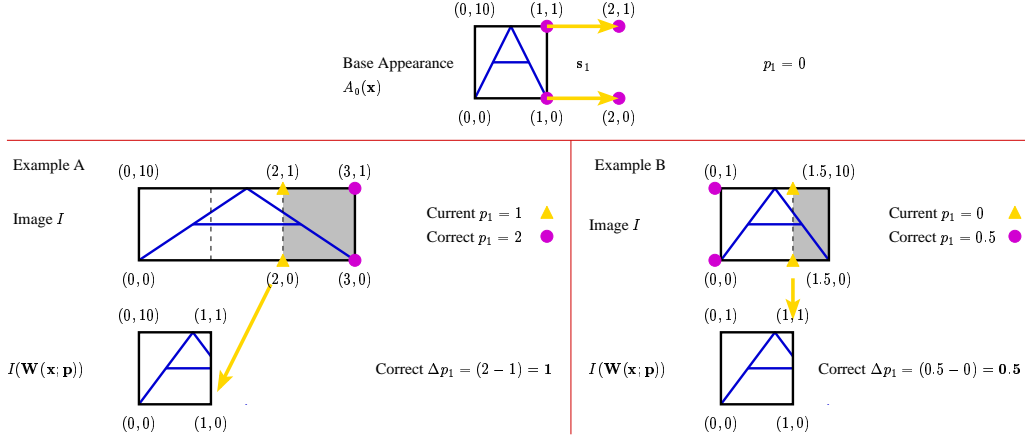 (0, 10) (1, 1) (2, 1)
Base Appearance s₁ p₁ = 0
A₀(x)
(0, 0) (1, 0) (2, 0)
Example A
(0, 10) (2, 1) (3, 1)
Image I
Current p₁ = 1
Correct p₁ = 2
(0, 0) (2, 0) (3, 0)
(0, 10) (1, 1)
I(W(x; p))
Correct Δp₁ = (2 − 1) = 1
(0, 0) (1, 0)
Example B
(0, 1) (1.5, 10)
Image I
Current p₁ = 0
Correct p₁ = 0.5
(0, 0) (1.5, 0)
(0, 1) (1, 1)
I(W(x; p))
Correct Δp₁ = (0.5 − 0) = 0.5
(0, 0) (1, 0)